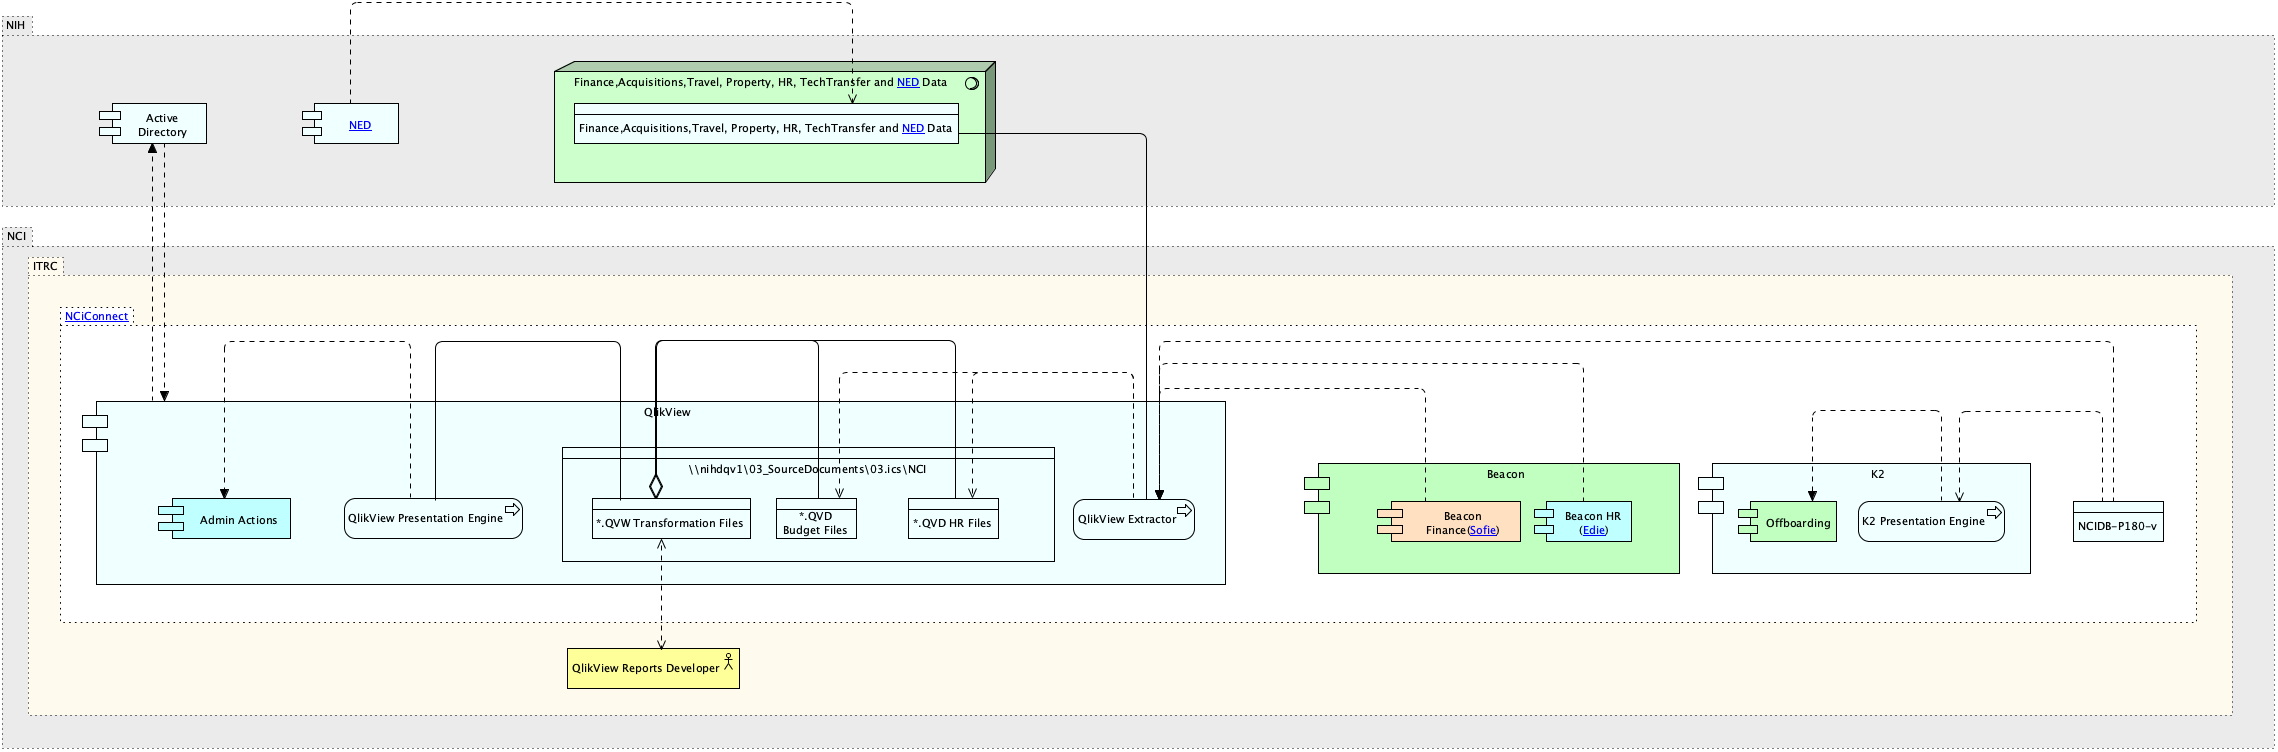 NIH
Finance,Acquisitions,Travel, Property, HR, TechTransfer and NED Data
Active
Directory
NED
Finance,Acquisitions,Travel, Property, HR, TechTransfer and NED Data
NCI
ITRC
NCiConnect
QlikView
\\nihdqv1\03_SourceDocuments\03.ics\NCI
Admin Actions
QlikView Presentation Engine
*.QVW Transformation Files
*.QVD
Budget Files
*.QVD HR Files
QlikView Extractor
Beacon
Beacon
Finance(Sofie)
Beacon HR
(Edie)
K2
Offboarding
K2 Presentation Engine
NCIDB-P180-v
QlikView Reports Developer